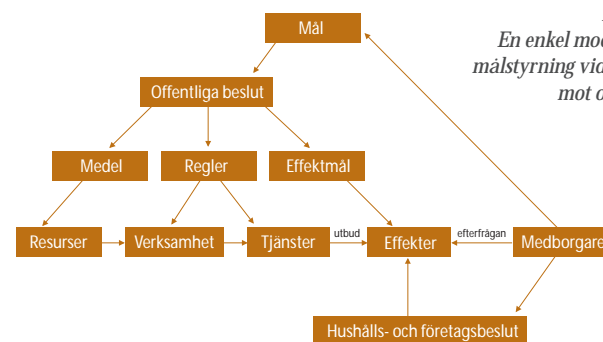 Mål
En enkel
målstyrning vid
mot
Offentliga beslut
Medel
Regler
Effektmål
Resurser
Verksamhet
Tjänster
utbud
Effekter
efterfrågan
Medborgare
Hushålls- och företagsbeslut